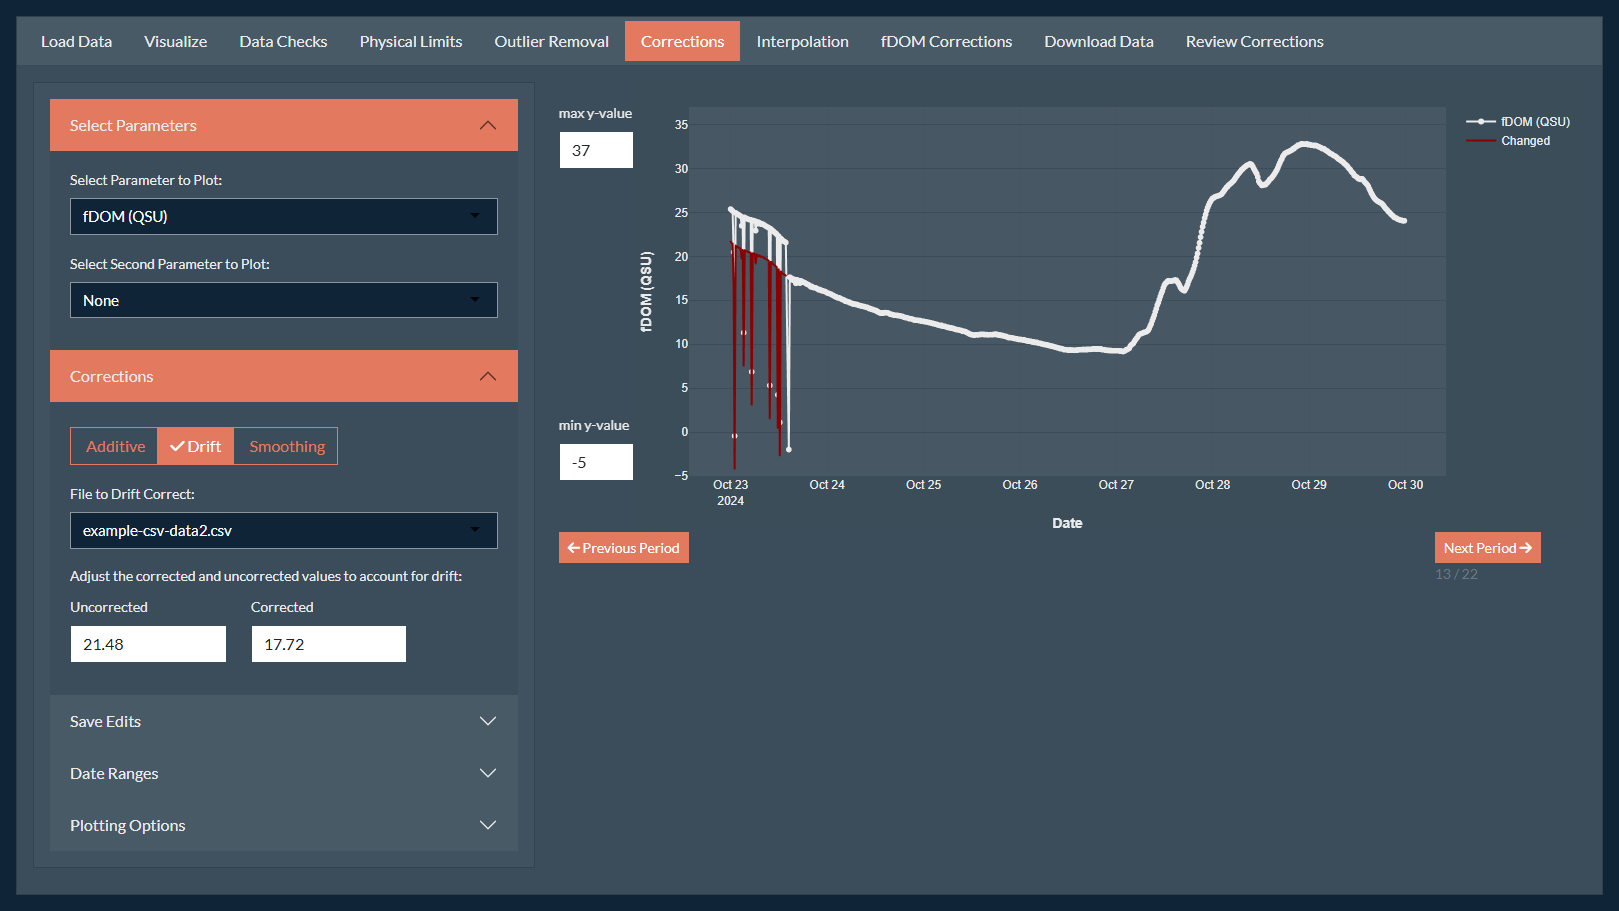 Load Data
Visualize
Data Checks
Physical Limits
Outlier Removal
Corrections
Interpolation
fDOM Corrections
Download Data
Review Corrections
Select Parameters
Select Parameter to Plot:
fDOM (QSU)
Select Second Parameter to Plot:
None
Corrections
Additive
Drift
Smoothing
File to Drift Correct:
example-csv-data2.csv
Adjust the corrected and uncorrected values to account for drift:
Uncorrected
Corrected
21.48
17.72
Save Edits
Date Ranges
Plotting Options
max y-value
37
min y-value
-5
fDOM (QSU)
35
30
25
20
15
10
5
0
−5
Oct 23
2024
Oct 24
Oct 25
Oct 26
Oct 27
Oct 28
Oct 29
Oct 30
Date
fDOM (QSU)
Changed
Previous Period
Next Period
13 / 22